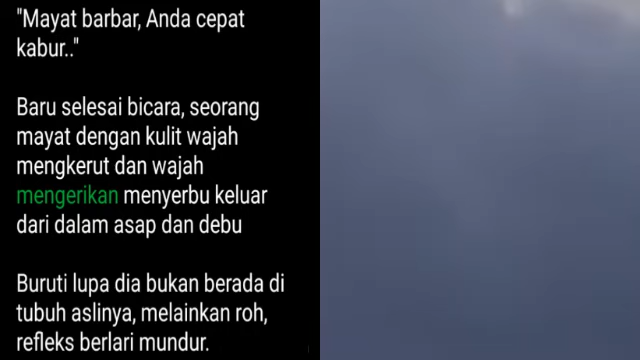 "Mayat barbar, Anda cepat
kabur.."
Baru selesai bicara, seorang
mayat dengan kulit wajah
mengkerut dan wajah
mengerikan menyerbu keluar
dari dalam asap dan debu
Buruti lupa dia bukan berada di
tubuh aslinya, melainkan roh,
refleks berlari mundur.